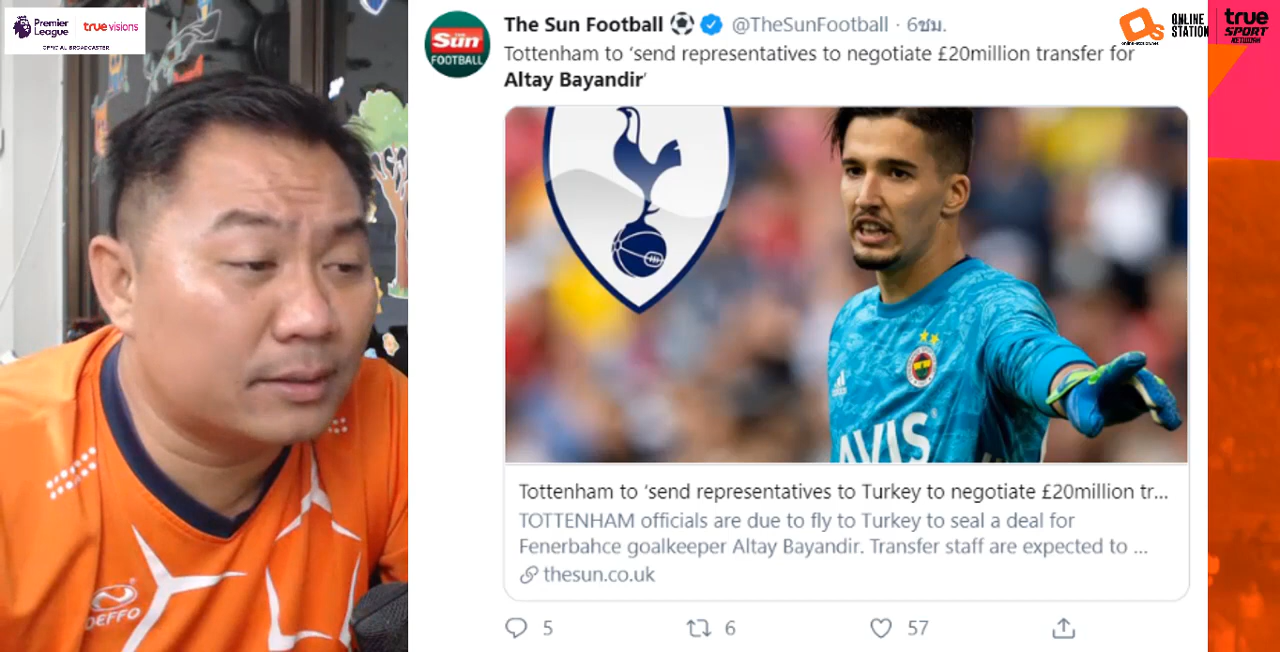 Premier
League
true visions
OFFICIAL BROADCASTER
The Sun Football
@TheSunFootball · 6ชม.
Tottenham to ‘send representatives to negotiate £20million transfer for
Altay Bayandir’
THE
Sun
FOOTBALL
ONLINE
STATION
true
SPORT
NETWORK
adidas
AVIS
DEFFO
Tottenham to ‘send representatives to Turkey to negotiate £20million tr...
TOTTENHAM officials are due to fly to Turkey to seal a deal for
Fenerbahce goalkeeper Altay Bayandir. Transfer staff are expected to ...
thesun.co.uk
5
6
57